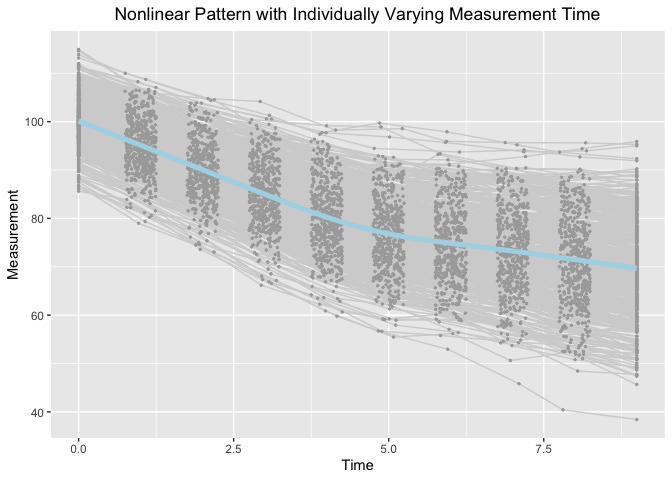 Nonlinear Pattern with Individually Varying Measurement Time
Measurement
100
80
60
40
0.0 2.5 5.0 7.5
Time